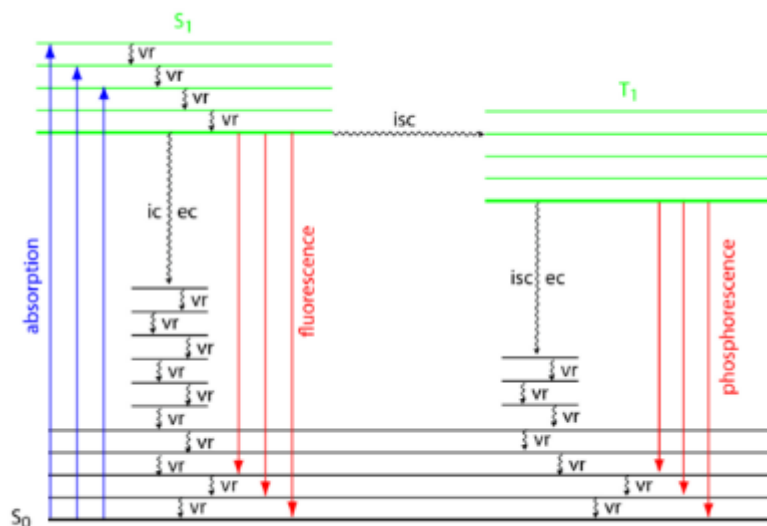 S₁
vr
vr
T₁
vr
vr
isc
ic ec
absorption
fluorescence
isc ec
phosphorescence
vr
vr
vr
vr vr
vr vr
vr vr
vr vr
vr vr
vr vr
vr vr
S₀